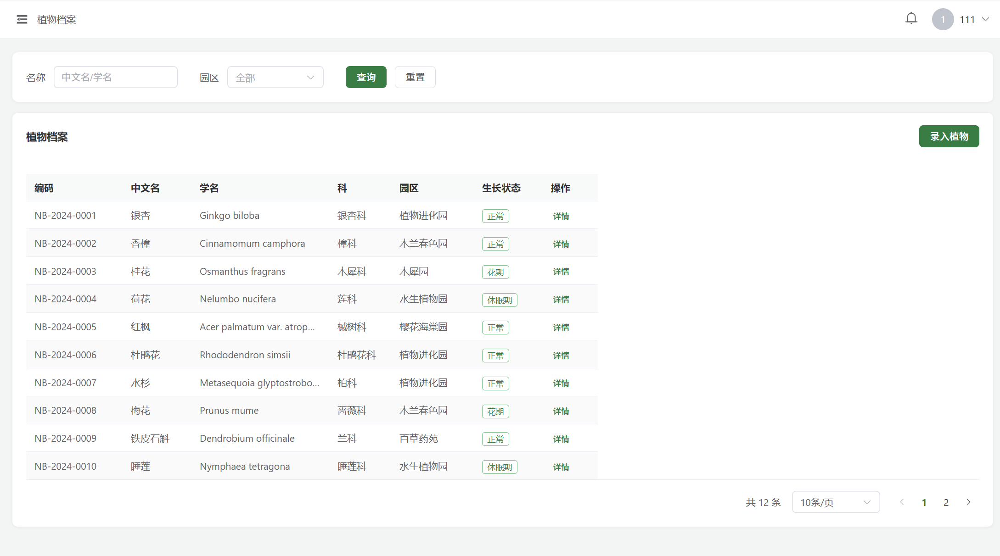 植物档案
1 111
名称 中文名/学名 园区 全部 查询 重置
植物档案 录入植物
编码 中文名 学名 科 园区 生长状态 操作
NB-2024-0001 银杏 Ginkgo biloba 银杏科 植物进化园 正常 详情
NB-2024-0002 香樟 Cinnamomum camphora 樟科 木兰春色园 正常 详情
NB-2024-0003 桂花 Osmanthus fragrans 木犀科 木犀园 花期 详情
NB-2024-0004 荷花 Nelumbo nucifera 莲科 水生植物园 休眠期 详情
NB-2024-0005 红枫 Acer palmatum var. atrop... 槭树科 樱花海棠园 正常 详情
NB-2024-0006 杜鹃花 Rhododendron simsii 杜鹃花科 植物进化园 正常 详情
NB-2024-0007 水杉 Metasequoia glyptostrobo... 柏科 植物进化园 正常 详情
NB-2024-0008 梅花 Prunus mume 蔷薇科 木兰春色园 花期 详情
NB-2024-0009 铁皮石斛 Dendrobium officinale 兰科 百草药苑 正常 详情
NB-2024-0010 睡莲 Nymphaea tetragona 睡莲科 水生植物园 休眠期 详情
共 12 条 10条/页 1 2